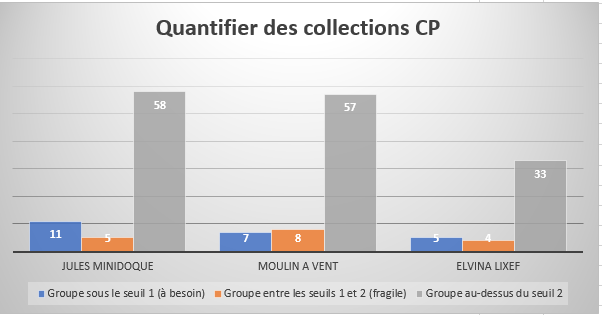 Quantifier des collections CP
58
57
33
11
5
7
8
5
4
JULES MINIDOQUE
MOULIN A VENT
ELVINA LIXEF
Groupe sous le seuil 1 (à besoin)
Groupe entre les seuils 1 et 2 (fragile)
Groupe au-dessus du seuil 2